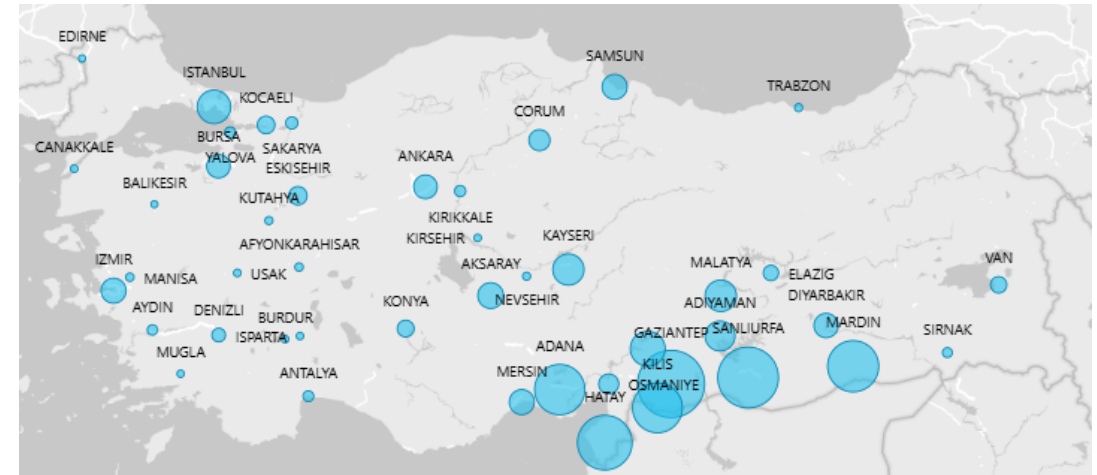 EDIRNE
SAMSUN
ISTANBUL
TRABZON
KOCAELI
CORUM
BURSA
CANAKKALE
SAKARYA
YALOVA
ANKARA
ESKISEHIR
BALIKESIR
KUTAHYA
KIRIKKALE
KIRSEHIR
KAYSERI
AFYONKARAHISAR
IZMIR
VAN
AKSARAY
MALATYA
MANISA
USAK
ELAZIG
DIYARBAKIR
NEVSEHIR
KONYA
ADIYAMAN
AYDIN
DENIZLI
BURDUR
MARDIN
SANLIURFA
SIRNAK
GAZIANTEP
ISPARTA
ADANA
MUGLA
KILIS
MERSIN
ANTALYA
OSMANIYE
HATAY